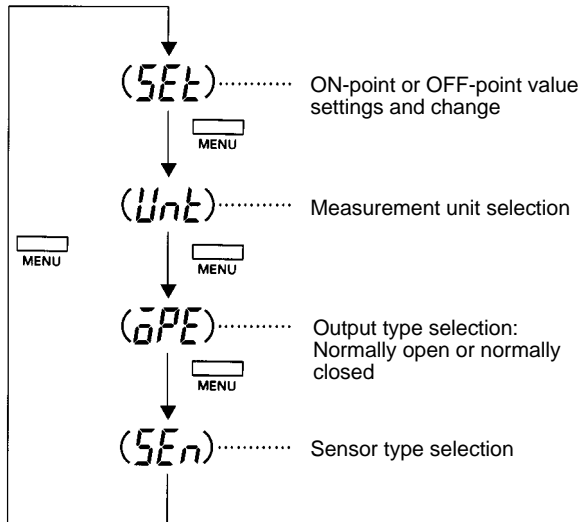 (SEt)............ ON-point or OFF-point value
settings and change
MENU
(Unt)............ Measurement unit selection
MENU
MENU
(oPE)............ Output type selection:
Normally open or normally
closed
MENU
(SEn)............ Sensor type selection